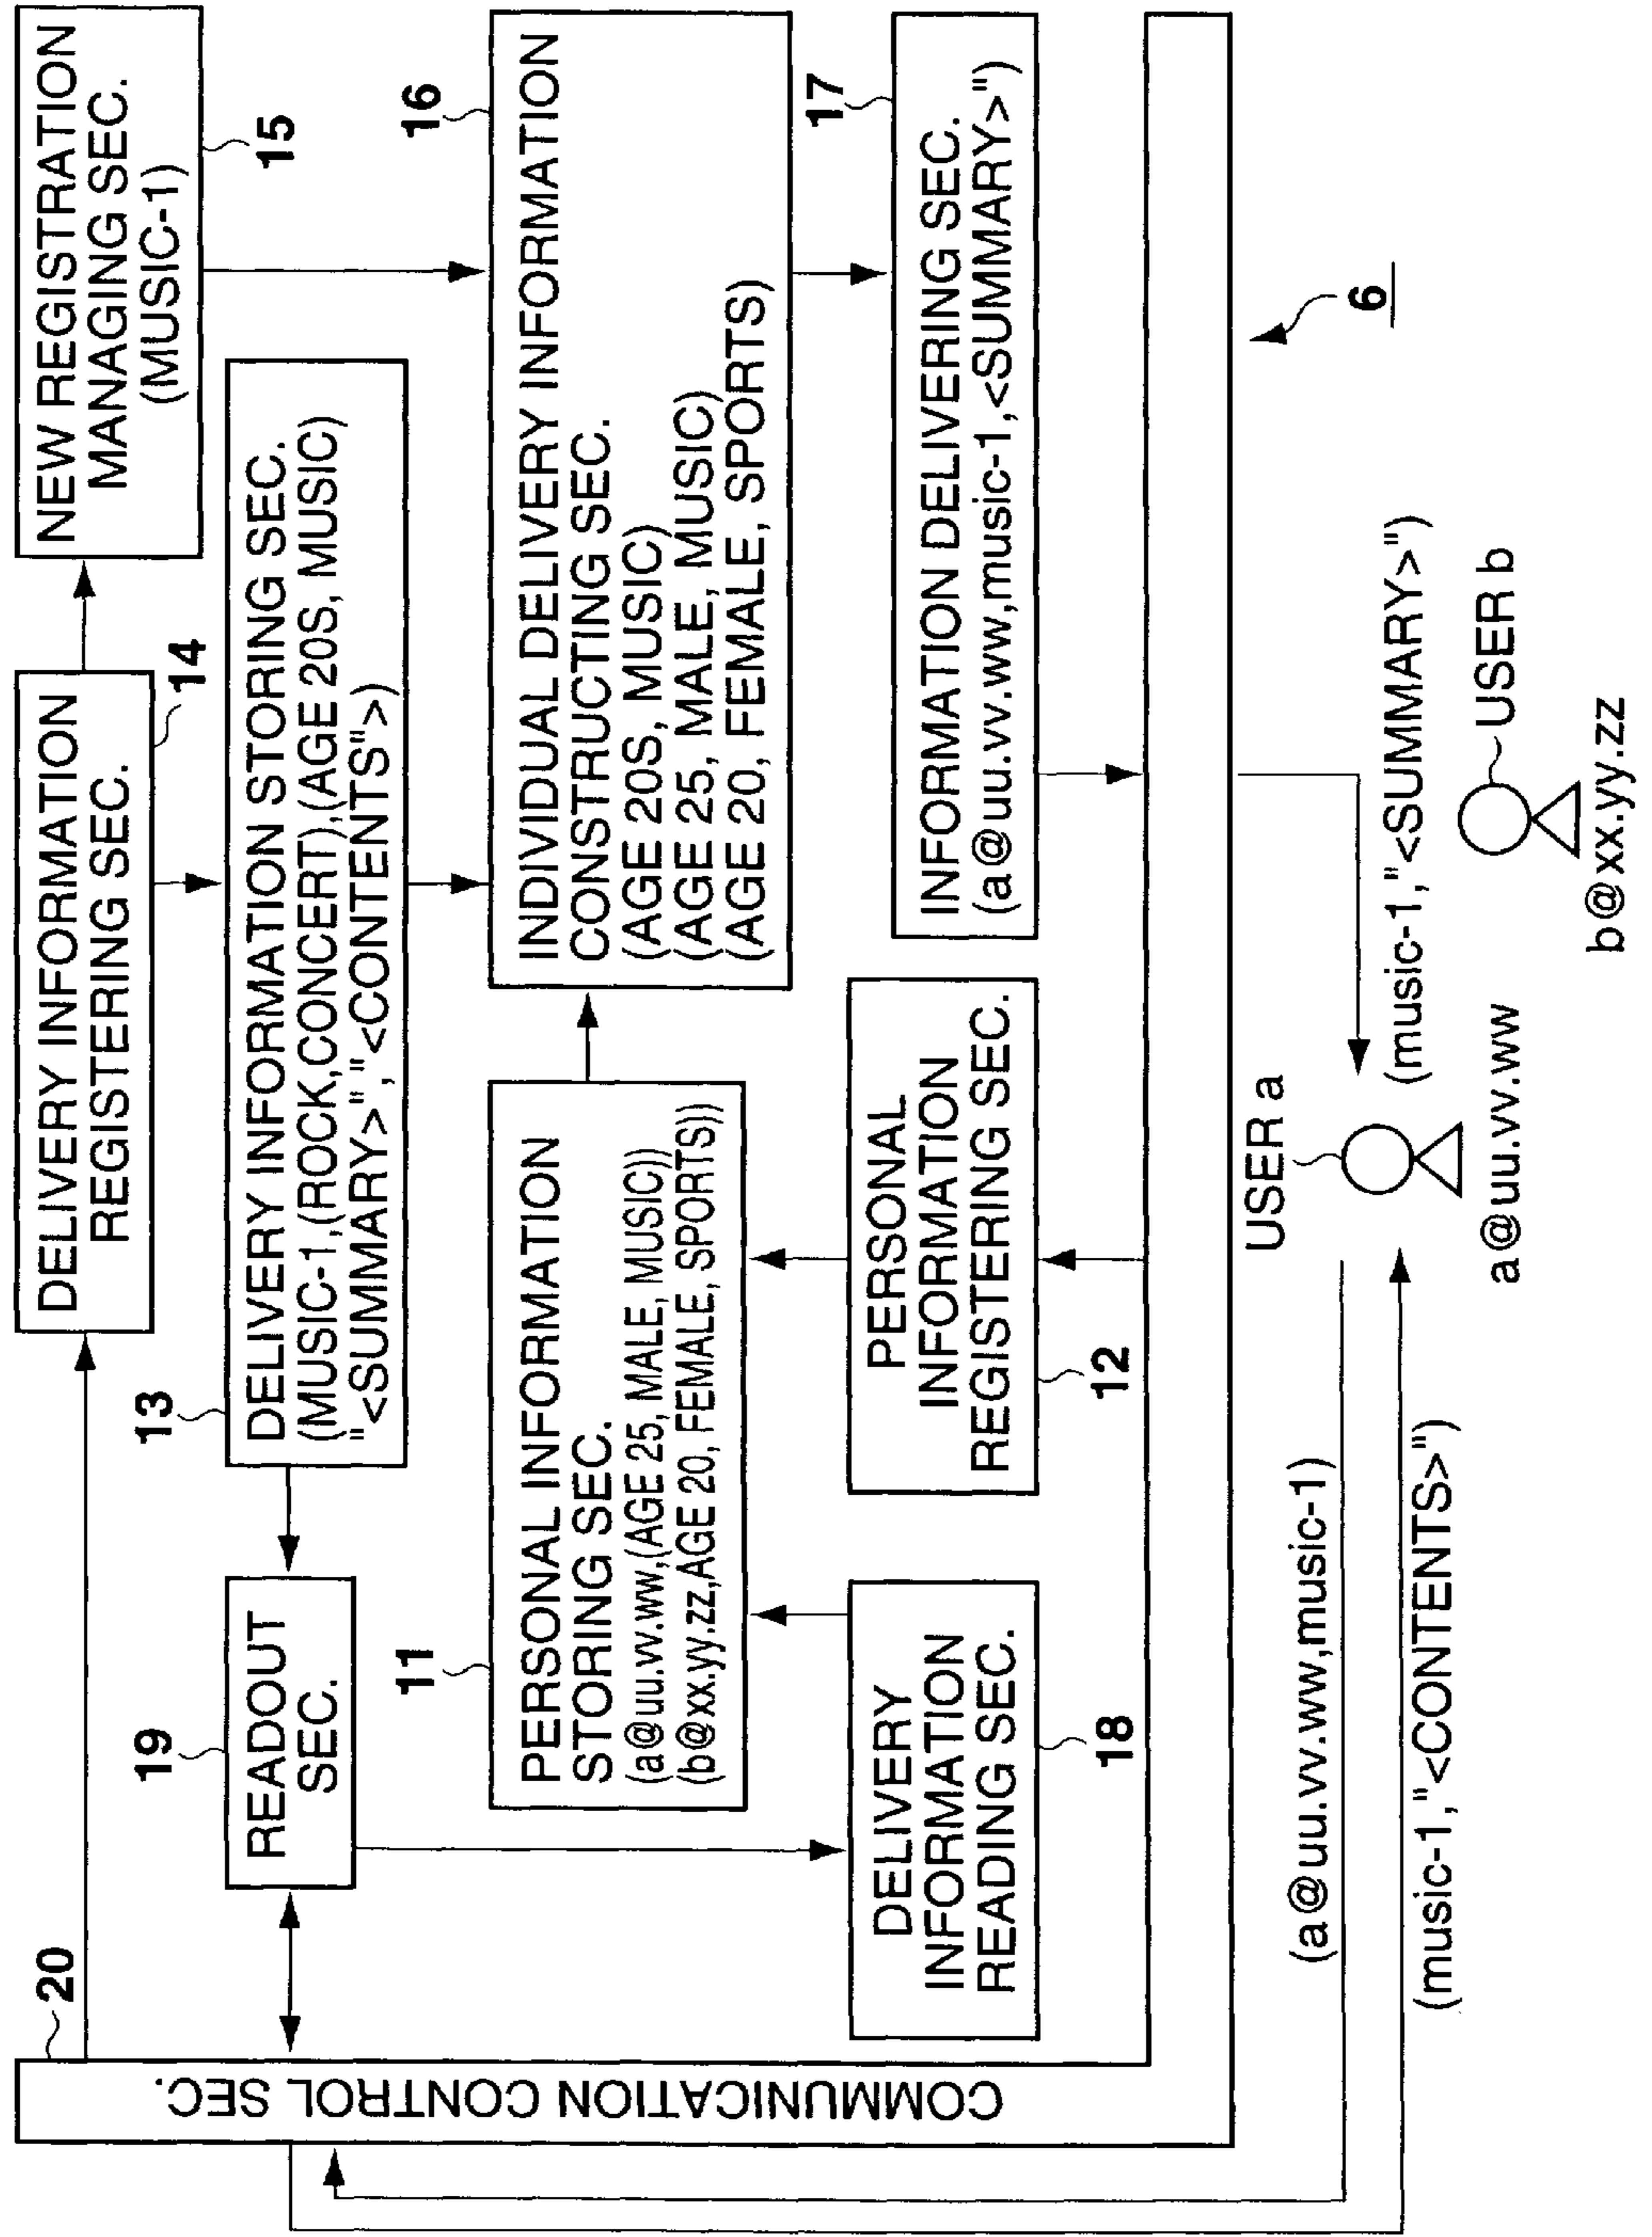 20
DELIVERY INFORMATION
REGISTERING SEC.
14
NEW REGISTRATION
MANAGING SEC.
(MUSIC-1)
15
19
READOUT
SEC.
13
DELIVERY INFORMATION STORING SEC.
(MUSIC-1,(ROCK,CONCERT),(AGE 20S, MUSIC)
"<SUMMARY>","<CONTENTS">)
11
PERSONAL INFORMATION
STORING SEC.
(a@uu.vv.ww,(AGE 25, MALE, MUSIC))
(b@xx.yy.zz,AGE 20, FEMALE, SPORTS))
16
INDIVIDUAL DELIVERY INFORMATION
CONSTRUCTING SEC.
(AGE 20S, MUSIC)
(AGE 25, MALE, MUSIC)
(AGE 20, FEMALE, SPORTS)
COMMUNICATION CONTROL SEC.
DELIVERY
INFORMATION
READING SEC.
18
PERSONAL
INFORMATION
REGISTERING SEC.
12
17
INFORMATION DELIVERING SEC.
(a@uu.vv.ww,music-1,<SUMMARY>")
6
(a@uu.vv.ww,music-1)
(music-1,"<CONTENTS>")
USER a
a@uu.vv.ww
(music-1,"<SUMMARY>")
USER b
b@xx.yy.zz